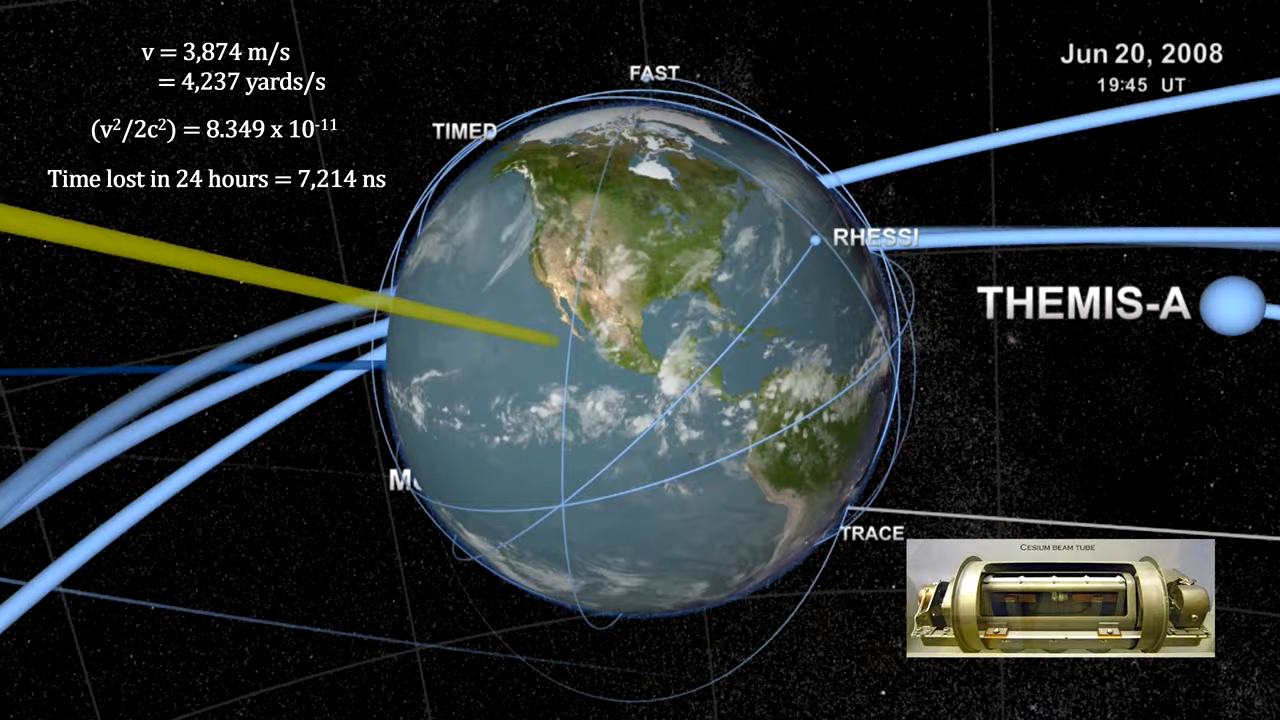 v = 3,874 m/s
= 4,237 yards/s
(v²/2c²) = 8.349 x 10⁻¹¹
Time lost in 24 hours = 7,214 ns
Jun 20, 2008
19:45 UT
FAST
TIMED
RHESSI
THEMIS-A
TRACE
CESIUM BEAM TUBE